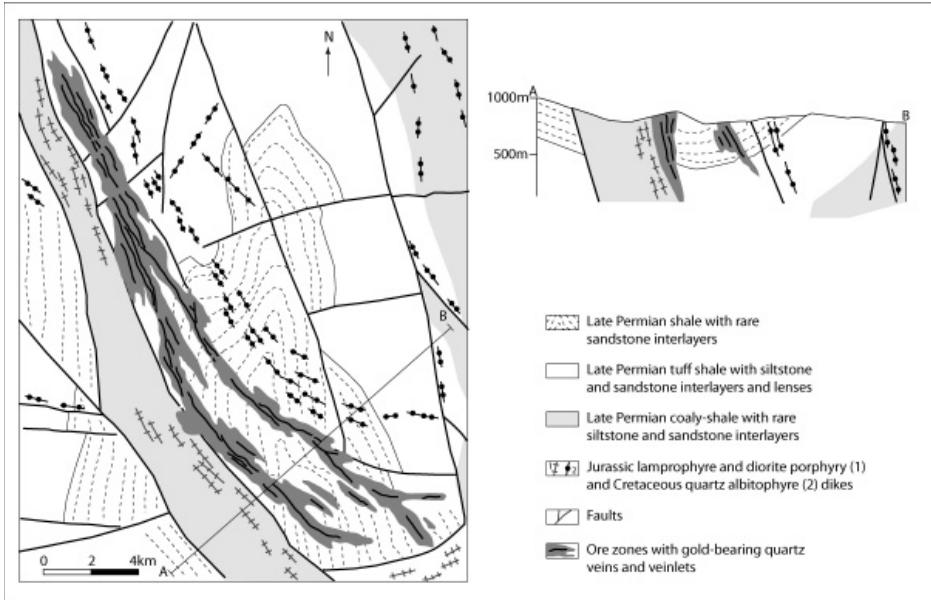 N
B
0 2 4km
A
A
1000m
B
500m
Late Permian shale with rare
sandstone interlayers
Late Permian tuff shale with siltstone
and sandstone interlayers and lenses
Late Permian coaly-shale with rare
siltstone and sandstone interlayers
1 2 Jurassic lamprophyre and diorite porphyry (1)
and Cretaceous quartz albitophyre (2) dikes
Faults
Ore zones with gold-bearing quartz
veins and veinlets